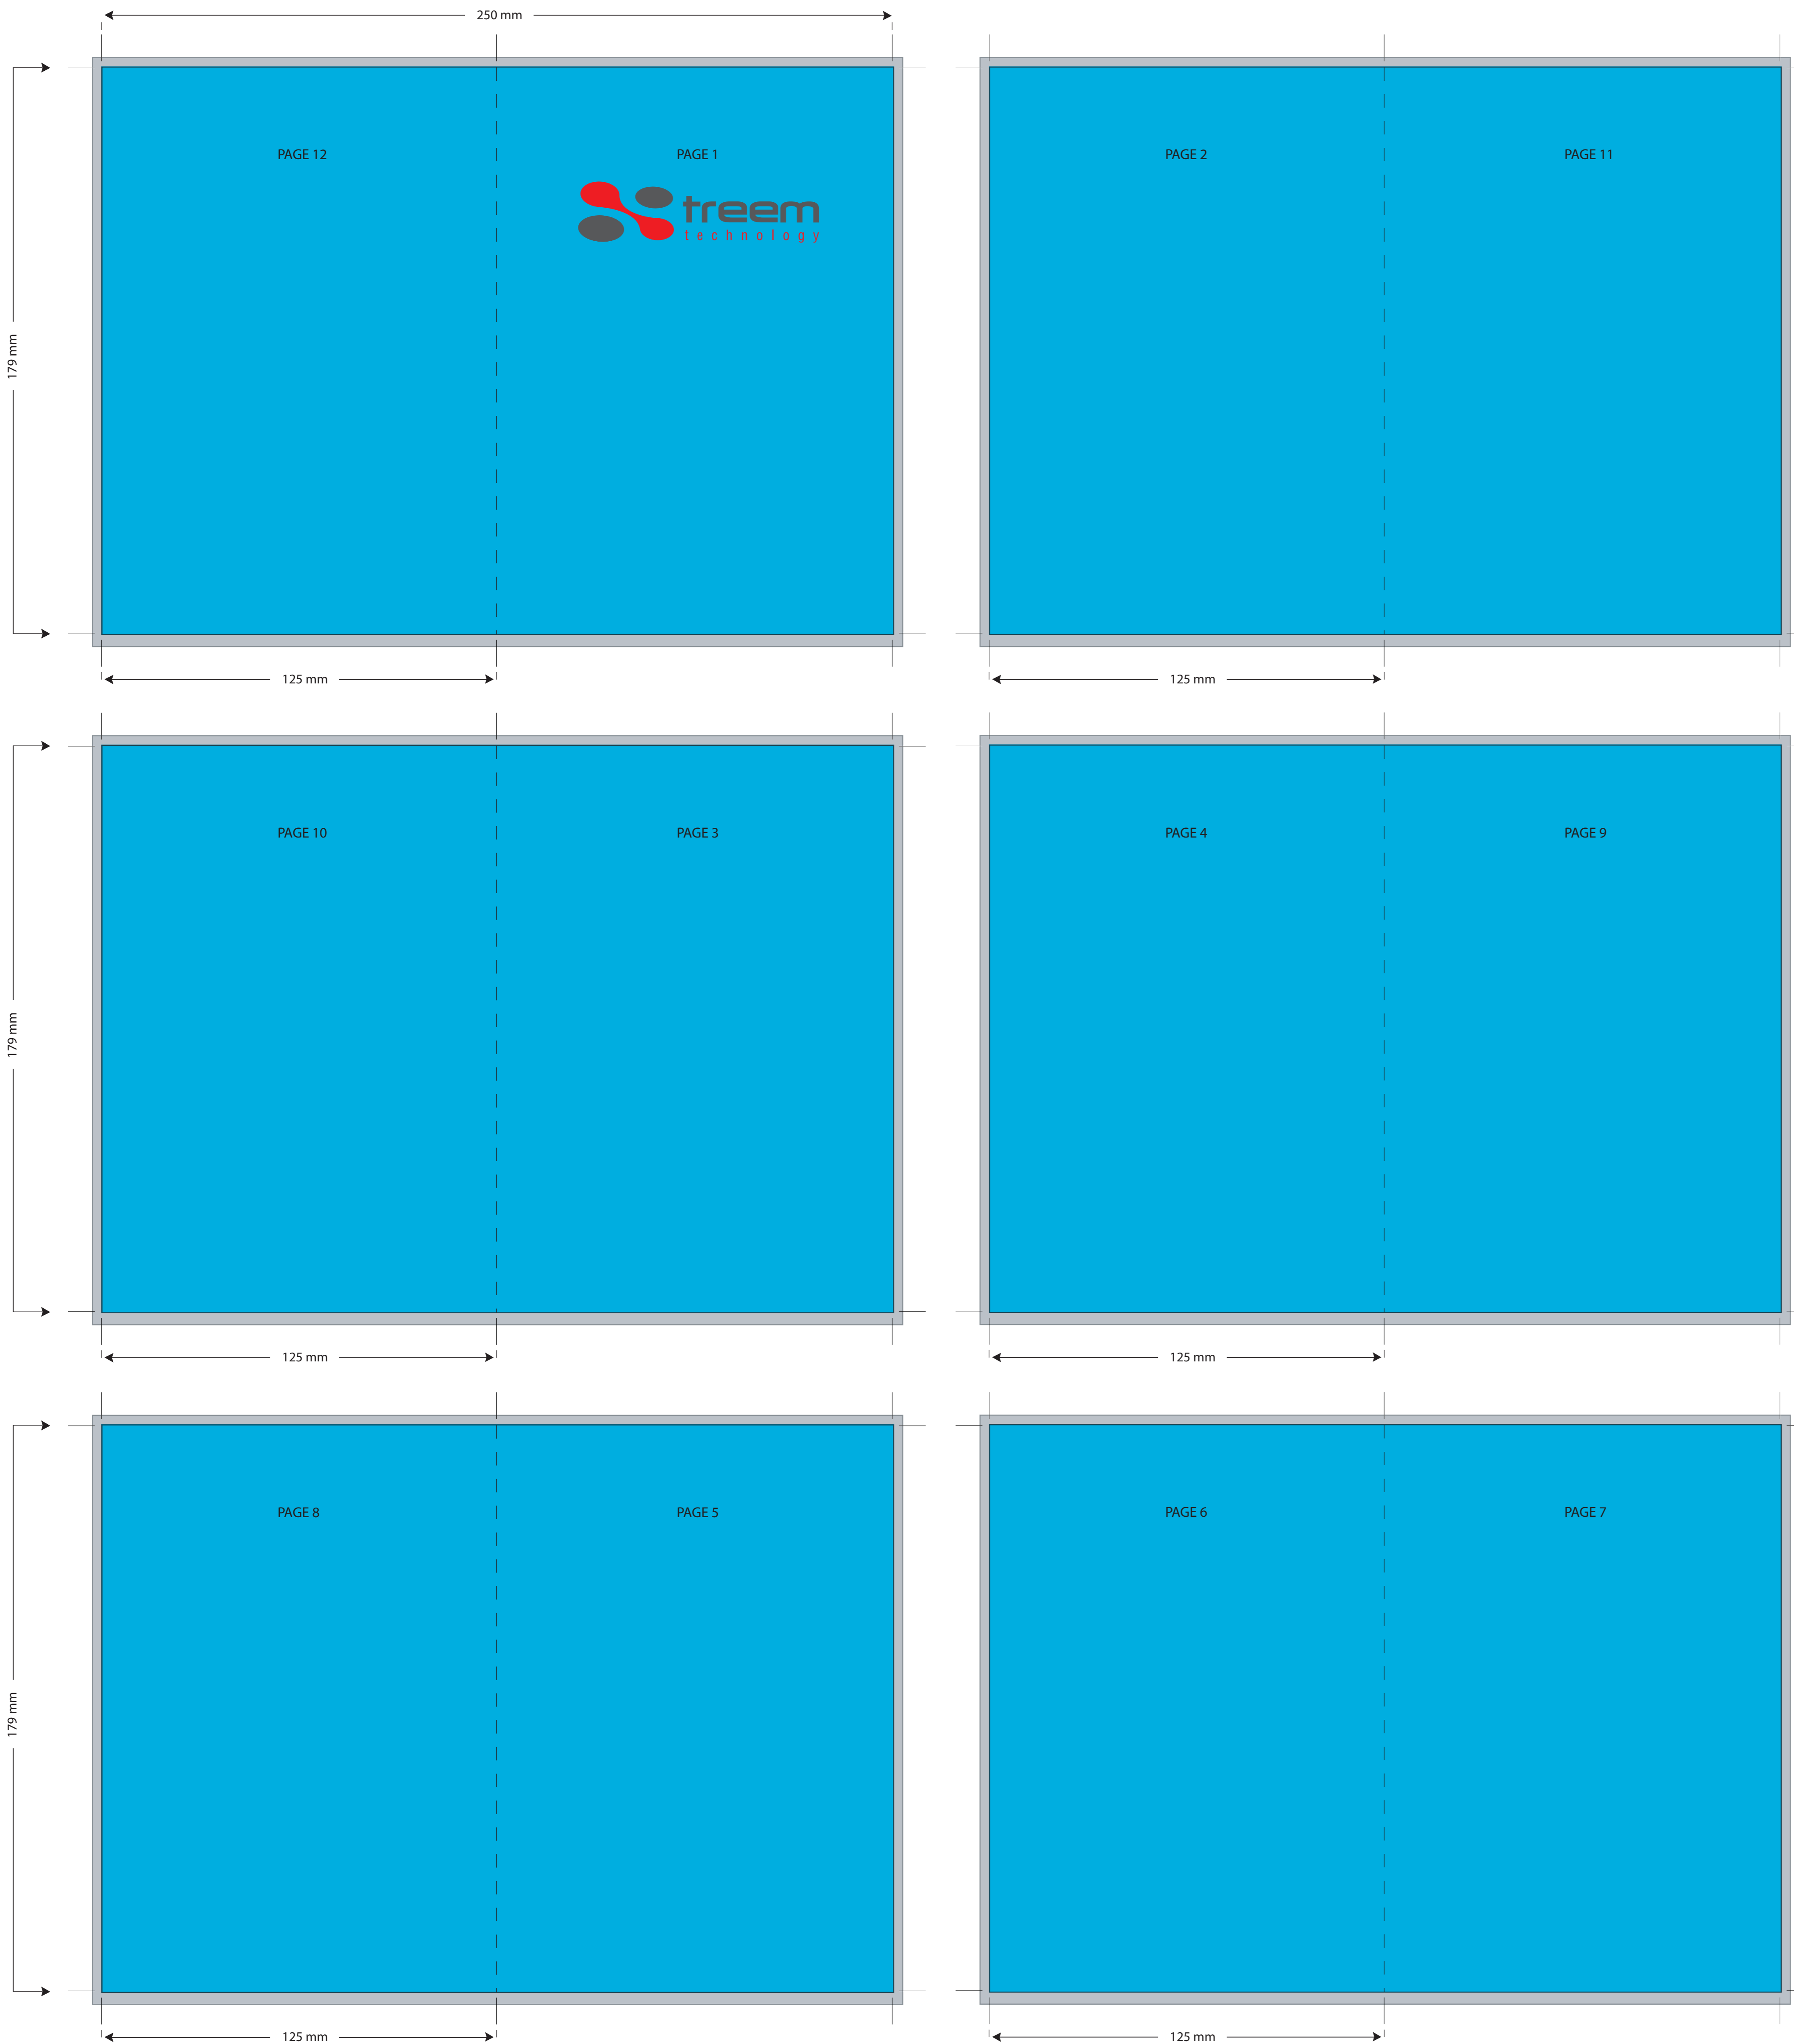 250 mm
PAGE 12
PAGE 1
treem
technology
PAGE 2
PAGE 11
179 mm
125 mm
125 mm
PAGE 10
PAGE 3
PAGE 4
PAGE 9
179 mm
125 mm
125 mm
PAGE 8
PAGE 5
PAGE 6
PAGE 7
179 mm
125 mm
125 mm